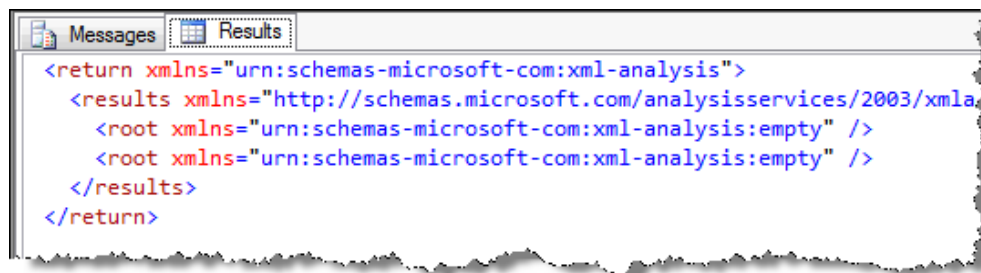 Messages Results
<return xmlns="urn:schemas-microsoft-com:xml-analysis">
<results xmlns="http://schemas.microsoft.com/analysisservices/2003/xmla
<root xmlns="urn:schemas-microsoft-com:xml-analysis:empty" />
<root xmlns="urn:schemas-microsoft-com:xml-analysis:empty" />
</results>
</return>